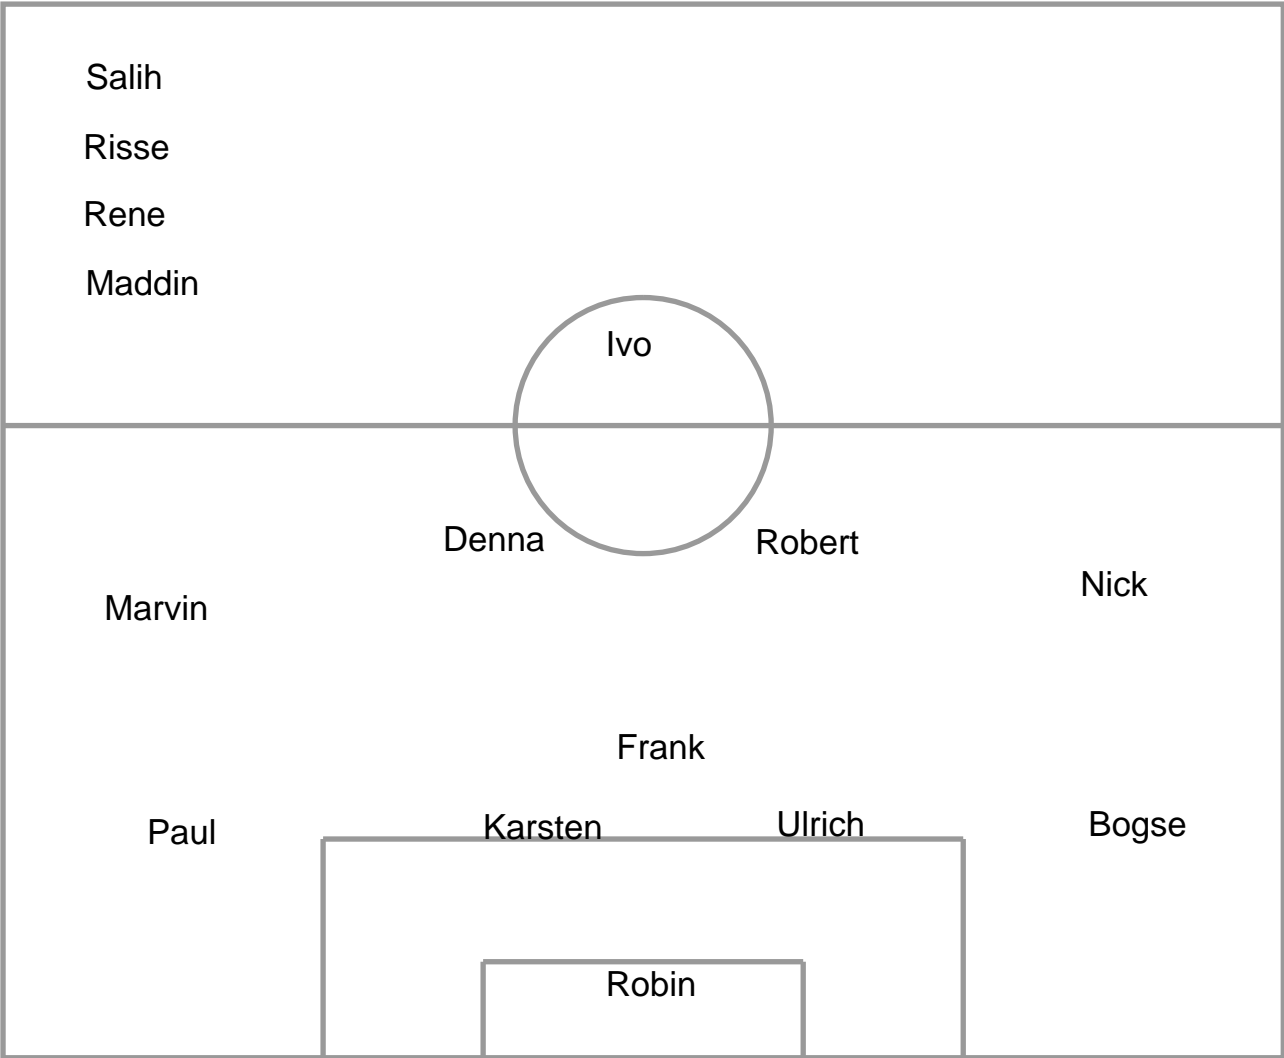 Salih
Risse
Rene
Maddin
Ivo
Denna
Robert
Nick
Marvin
Frank
Paul
Karsten
Ulrich
Bogse
Robin